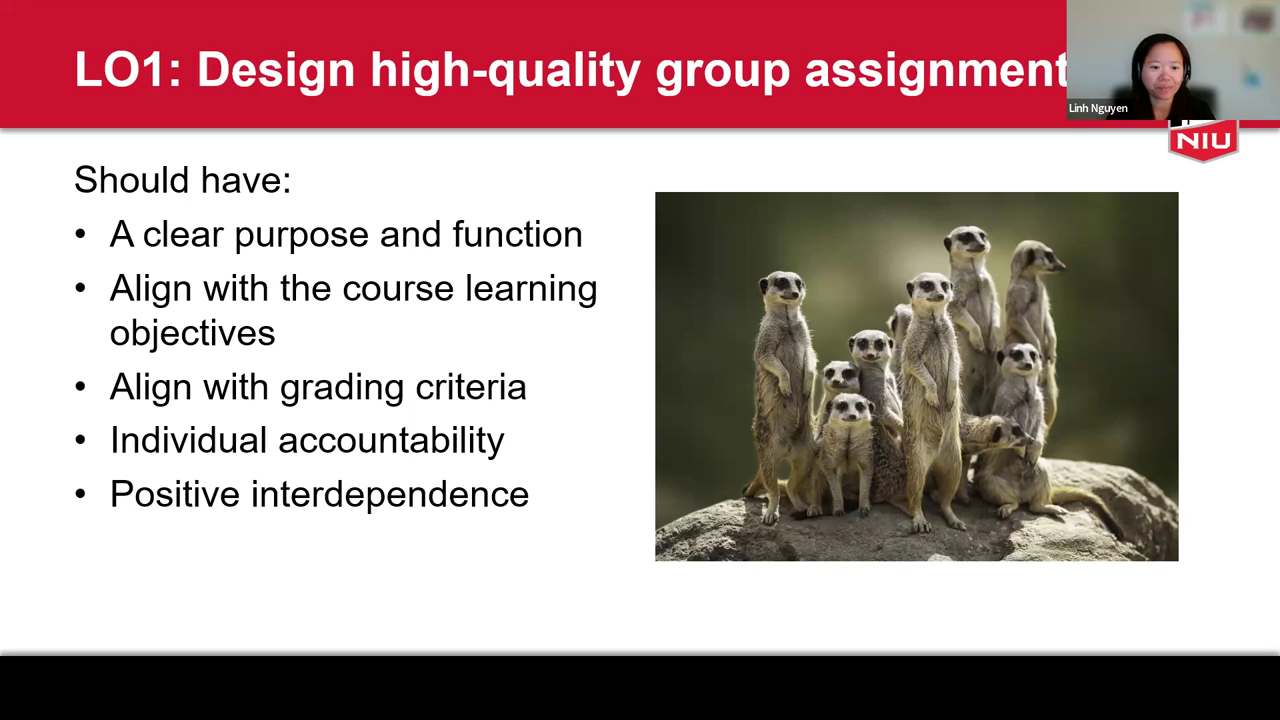 LO1: Design high-quality group assignment
Linh Nguyen
NIU
Should have:
• A clear purpose and function
• Align with the course learning
objectives
• Align with grading criteria
• Individual accountability
• Positive interdependence